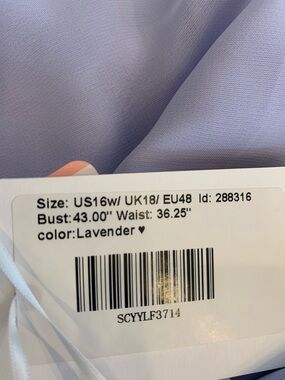 Size: US16w/ UK18/ EU48 Id: 288316
Bust:43.00" Waist: 36.25"
color:Lavender ♥
SCYYLF3714